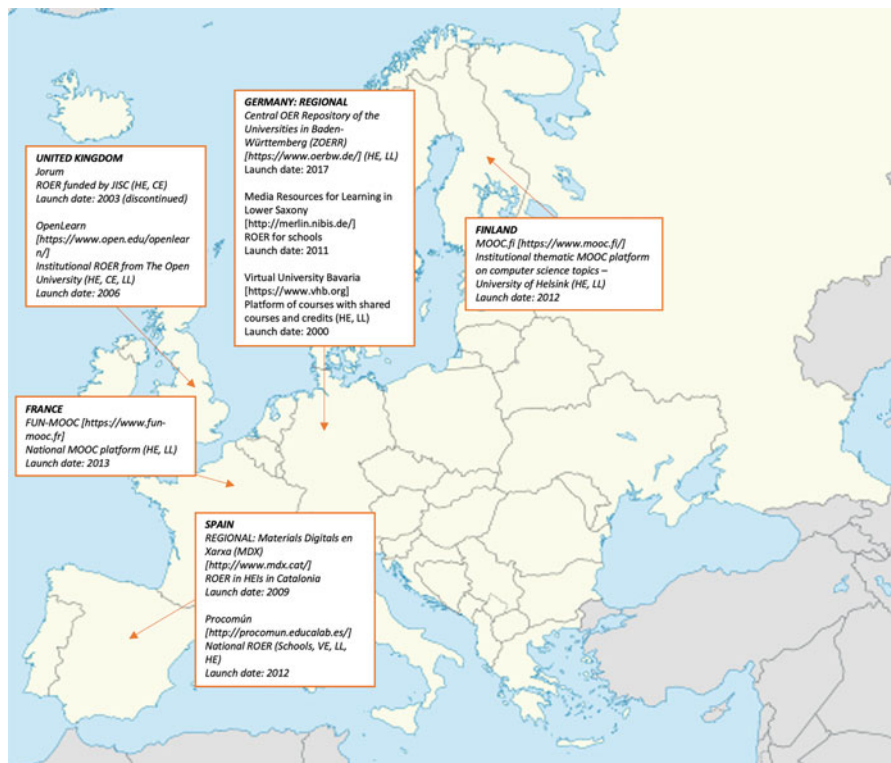 UNITED KINGDOM
Jorum
ROER funded by JISC (HE, CE)
Launch date: 2003 (discontinued)
OpenLearn
[https://www.open.edu/openlear
n/]
Institutional ROER from The Open
University (HE, CE, LL)
Launch date: 2006
GERMANY: REGIONAL
Central OER Repository of the
Universities in Baden-
Württemberg (ZOERR)
[https://www.oerbw.de/] (HE, LL)
Launch date: 2017
Media Resources for Learning in
Lower Saxony
[http://merlin.nibis.de/]
ROER for schools
Launch date: 2011
Virtual University Bavaria
[https://www.vhb.org]
Platform of courses with shared
courses and credits (HE, LL)
Launch date: 2000
FINLAND
MOOC.fi [https://www.mooc.fi/]
Institutional thematic MOOC platform
on computer science topics –
University of Helsink (HE, LL)
Launch date: 2012
FRANCE
FUN-MOOC [https://www.fun-
mooc.fr]
National MOOC platform (HE, LL)
Launch date: 2013
SPAIN
REGIONAL: Materials Digitals en
Xarxa (MDX)
[http://www.mdx.cat/]
ROER in HEIs in Catalonia
Launch date: 2009
Procomún
[http://procomun.educalab.es/]
National ROER (Schools, VE, LL,
HE)
Launch date: 2012